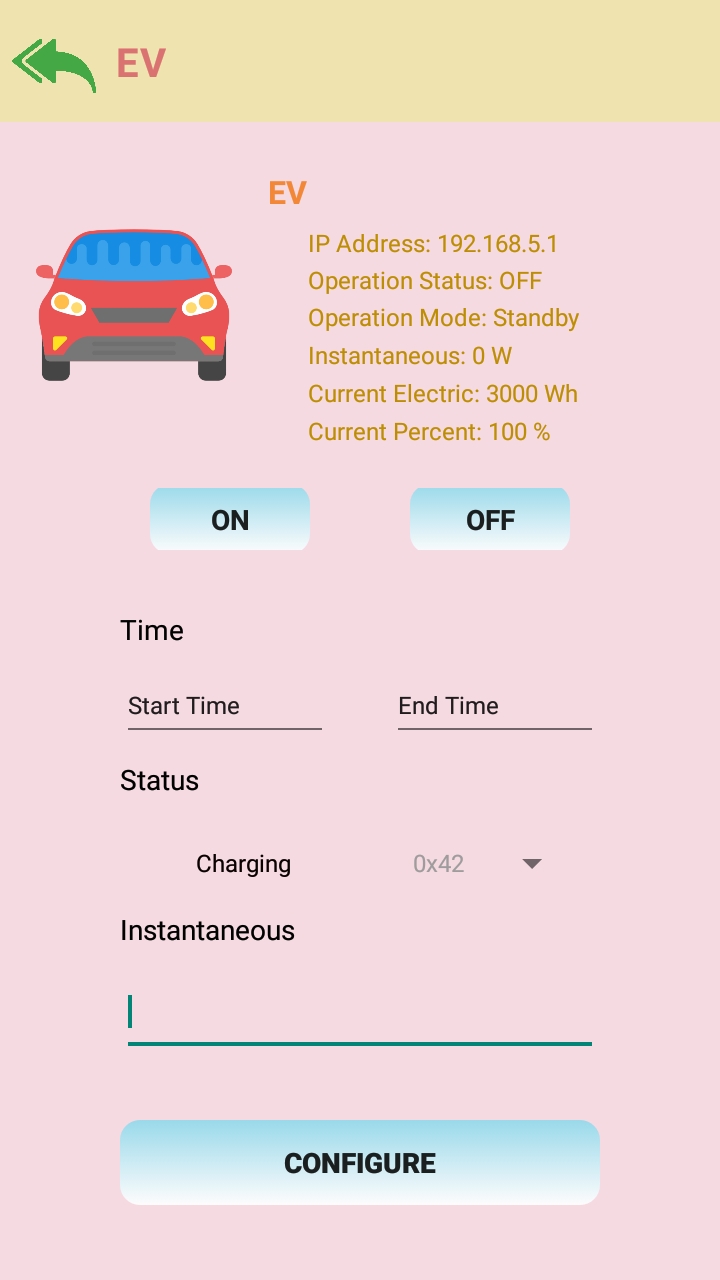 EV
EV
IP Address: 192.168.5.1
Operation Status: OFF
Operation Mode: Standby
Instantaneous: 0 W
Current Electric: 3000 Wh
Current Percent: 100 %
ON OFF
Time
Start Time End Time
Status
Charging 0x42
Instantaneous
CONFIGURE